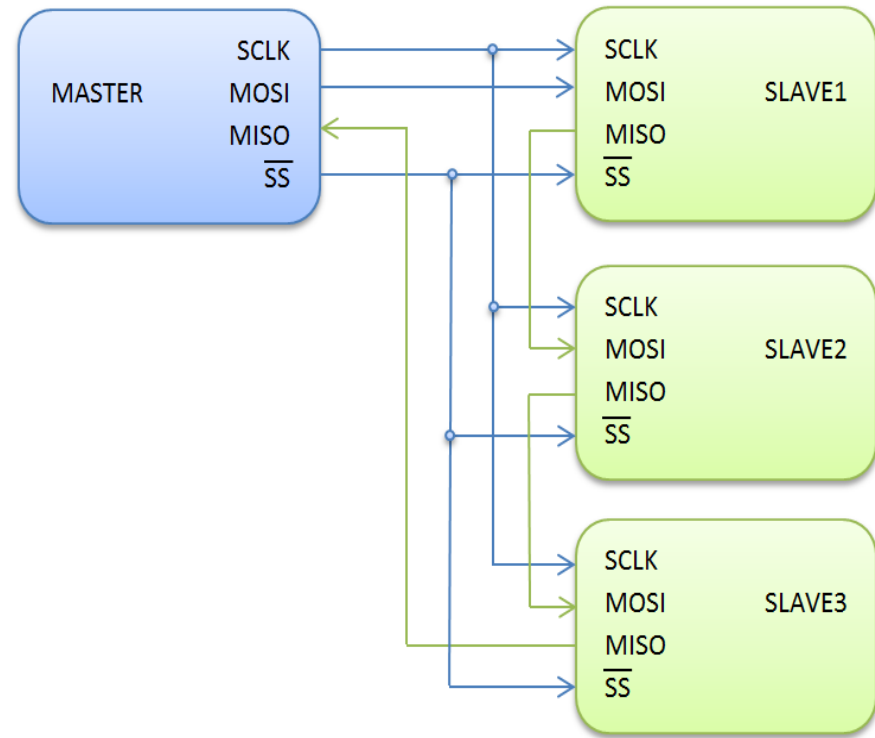 SCLK
MASTER MOSI
MISO
SS
SCLK
MOSI SLAVE1
MISO
SS
SCLK
MOSI SLAVE2
MISO
SS
SCLK
MOSI SLAVE3
MISO
SS